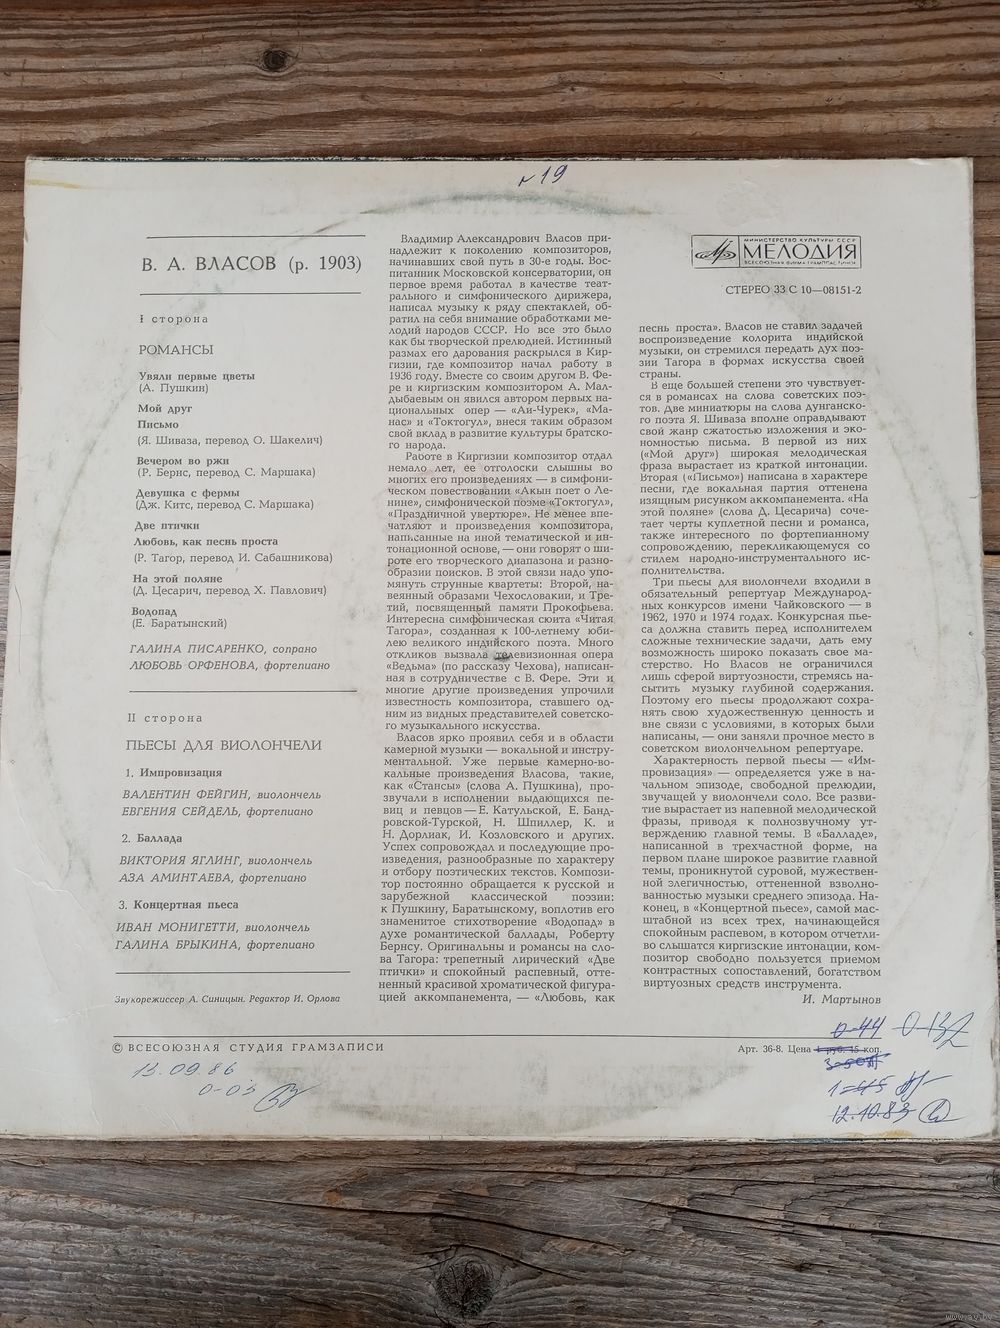 19
В. А. ВЛАСОВ (р. 1903)
I сторона
РОМАНСЫ
Увяли первые цветы
(А. Пушкин)
Мой друг
Письмо
(Я. Шиваза, перевод О. Шакелич)
Вечером во ржи
(Р. Бернс, перевод С. Маршака)
Девушка с фермы
(Дж. Китс, перевод С. Маршака)
Две птички
Любовь, как песнь проста
(Р. Тагор, перевод И. Сабашникова)
На этой поляне
(Д. Цесарич, перевод Х. Павлович)
Водопад
(Е. Баратынский)
ГАЛИНА ПИСАРЕНКО, сопрано
ЛЮБОВЬ ОРФЕНОВА, фортепиано
II сторона
ПЬЕСЫ ДЛЯ ВИОЛОНЧЕЛИ
1. Импровизация
ВАЛЕНТИН ФЕЙГИН, виолончель
ЕВГЕНИЯ СЕЙДЕЛЬ, фортепиано
2. Баллада
ВИКТОРИЯ ЯГЛИНГ, виолончель
АЗА АМИНТАЕВА, фортепиано
3. Концертная пьеса
ИВАН МОНИГЕТТИ, виолончель
ГАЛИНА БРЫКИНА, фортепиано
Звукорежиссер А. Синицын. Редактор И. Орлова
Владимир Александрович Власов при-
надлежит к поколению композиторов,
начинавших свой путь в 30-е годы. Вос-
питанник Московской консерватории, он
первое время работал в качестве теат-
рального и симфонического дирижера,
написал музыку к ряду спектаклей, об-
ратил на себя внимание обработками ме-
лодий народов СССР. Но все это было
как бы творческой прелюдией. Истинный
размах его дарования раскрылся в Кир-
гизии, где композитор начал работу в
1936 году. Вместе со своим другом В. Фе-
ре и киргизским композитором А. Мал-
дыбаевым он явился автором первых на-
циональных опер — «Аи-Чурек», «Ма-
нас» и «Токтогул», внеся таким образом
свой вклад в развитие культуры братско-
го народа.
Работе в Киргизии композитор отдал
немало лет, ее отголоски слышны во
многих его произведениях — в симфони-
ческом повествовании «Акын поет о Ле-
нине», симфонической поэме «Токтогул»,
«Праздничной увертюре». Не менее впе-
чатляют и произведения композитора,
написанные на иной тематической и ин-
тонационной основе, — они говорят о ши-
роте его творческого диапазона и разно-
образии поисков. В этой связи надо упо-
мянуть струнные квартеты: Второй, на-
веянный образами Чехословакии, и Тре-
тий, посвященный памяти Прокофьева.
Интересна симфоническая сюита «Читая
Тагора», созданная к 100-летнему юби-
лею великого индийского поэта. Много
откликов вызвала телевизионная опера
«Ведьма» (по рассказу Чехова), написан-
ная в сотрудничестве с В. Фере. Эти и
многие другие произведения упрочили
известность композитора, ставшего од-
ним из видных представителей советско-
го музыкального искусства.
Власов ярко проявил себя и в области
камерной музыки — вокальной и инстру-
ментальной. Уже первые камерно-во-
кальные произведения Власова, такие,
как «Стансы» (слова А. Пушкина), про-
звучали в исполнении выдающихся пе-
виц и певцов — Е. Катульской, Е. Банд-
ровской-Турской, Н. Шпиллер, К. и
Н. Дорлиак, И. Козловского и других.
Успех сопровождал и последующие про-
изведения, разнообразные по характеру
и отбору поэтических текстов. Компози-
тор постоянно обращается к русской и
зарубежной классической поэзии:
к Пушкину, Баратынскому, воплотив его
знаменитое стихотворение «Водопад» в
духе романтической баллады, Роберту
Бернсу. Оригинальны и романсы на сло-
ва Тагора: трепетный лирический «Две
птички» и спокойный распевный, отте-
ненный красивой хроматической фигура-
цией аккомпанемента, — «Любовь, как
МИНИСТЕРСТВО КУЛЬТУРЫ СССР
МЕЛОДИЯ
ВСЕСОЮЗНАЯ ФИРМА ГРАМПЛАСТИНОК
СТЕРЕО 33 С 10—08151-2
песнь проста». Власов не ставил задачей
воспроизведение колорита индийской
музыки, он стремился передать дух поэ-
зии Тагора в формах искусства своей
страны.
В еще большей степени это чувствует-
ся в романсах на слова советских поэ-
тов. Две миниатюры на слова дунганско-
го поэта Я. Шиваза вполне оправдывают
свой жанр сжатостью изложения и эко-
номностью письма. В первой из них
(«Мой друг») широкая мелодическая
фраза вырастает из краткой интонации.
Вторая («Письмо») написана в характере
песни, где вокальная партия оттенена
изящным рисунком аккомпанемента. «На
этой поляне» (слова Д. Цесарича) соче-
тает черты куплетной песни и романса,
также интересного по фортепианному
сопровождению, перекликающемуся со
стилем народно-инструментального ис-
полнительства.
Три пьесы для виолончели входили в
обязательный репертуар Международ-
ных конкурсов имени Чайковского — в
1962, 1970 и 1974 годах. Конкурсная пье-
са должна ставить перед исполнителем
сложные технические задачи, дать ему
возможность широко показать свое ма-
стерство. Но Власов не ограничился
лишь сферой виртуозности, стремясь на-
сытить музыку глубиной содержания.
Поэтому его пьесы продолжают сохра-
нять свою художественную ценность и
вне связи с условиями, в которых были
написаны, — они заняли прочное место в
советском виолончельном репертуаре.
Характерность первой пьесы — «Им-
провизация» — определяется уже в на-
чальном эпизоде, свободной прелюдии,
звучащей у виолончели соло. Все разви-
тие вырастает из напевной мелодической
фразы, приводя к полнозвучному ут-
верждению главной темы. В «Балладе»,
написанной в трехчастной форме, на
первом плане широкое развитие главной
темы, проникнутой суровой, мужествен-
ной элегичностью, оттененной взволно-
ванностью музыки среднего эпизода. На-
конец, в «Концертной пьесе», самой мас-
штабной из всех трех, начинающейся
спокойным распевом, в котором отчетли-
во слышатся киргизские интонации, ком-
позитор свободно пользуется приемом
контрастных сопоставлений, богатством
виртуозных средств инструмента.
И. Мартынов
© ВСЕСОЮЗНАЯ СТУДИЯ ГРАМЗАПИСИ
Арт. 36-8. Цена 1 руб. 45 коп.
0-44
13.09.86
0-03
1-45
12.10.83
www.ay.by